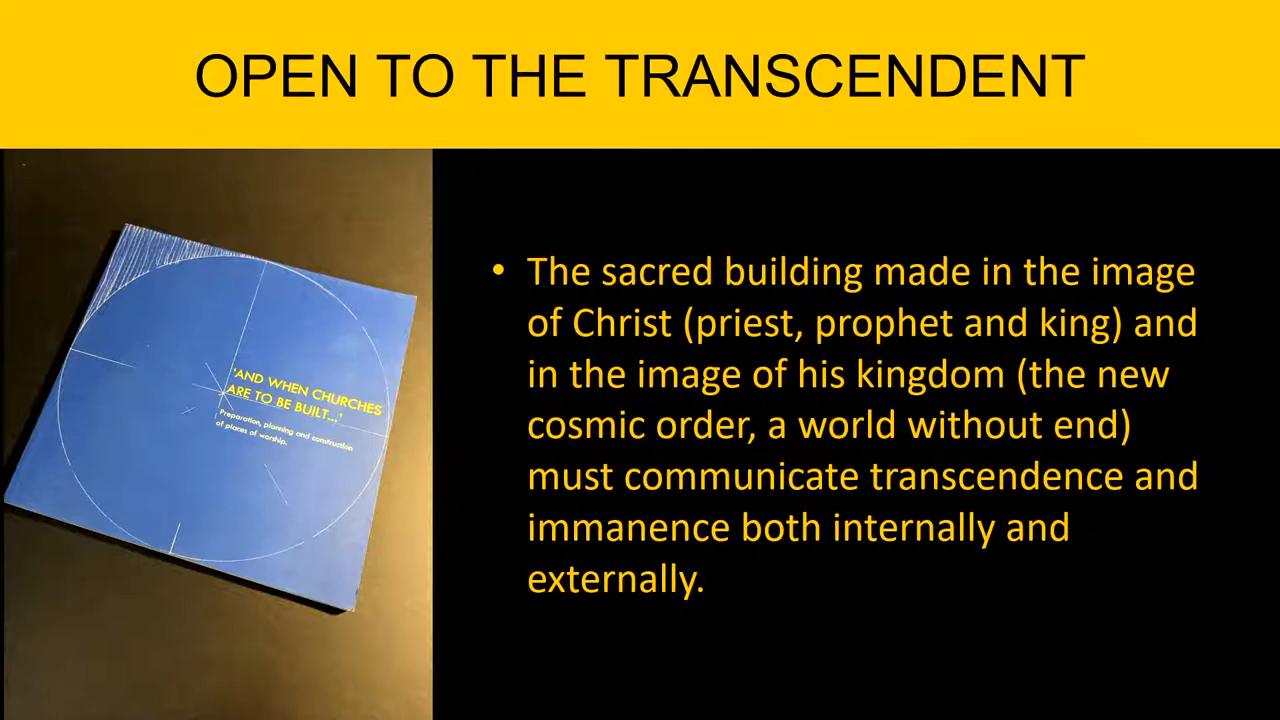 OPEN TO THE TRANSCENDENT
'AND WHEN CHURCHES
ARE TO BE BUILT...'
Preparation, planning and construction
of places of worship.
• The sacred building made in the image
of Christ (priest, prophet and king) and
in the image of his kingdom (the new
cosmic order, a world without end)
must communicate transcendence and
immanence both internally and
externally.